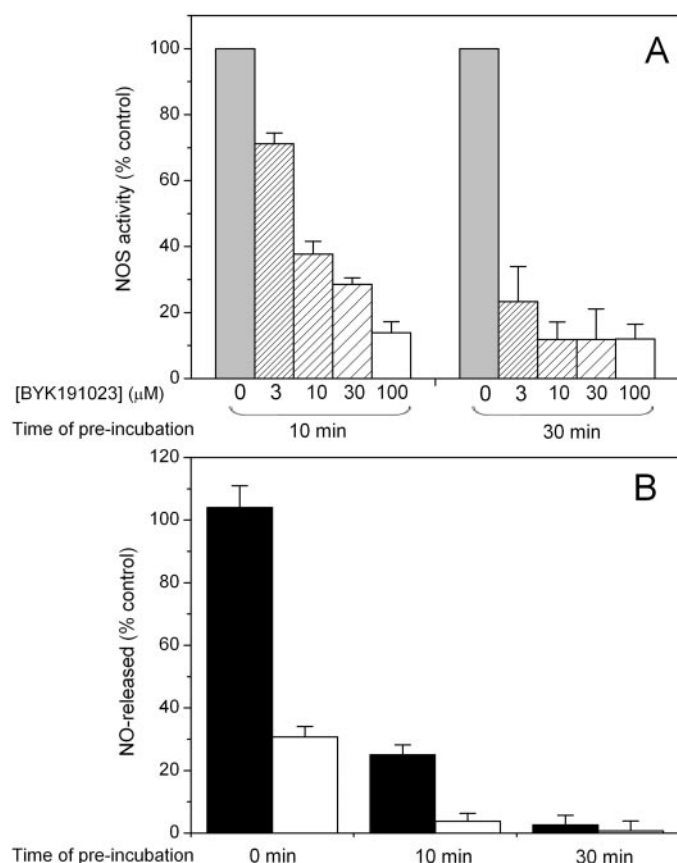 A
100
80
60
40
20
0
NOS activity (% control)
[BYK191023] (μM) 0 3 10 30 100 0 3 10 30 100
Time of pre-incubation 10 min 30 min
B
120
100
80
60
40
20
0
NO-released (% control)
Time of pre-incubation 0 min 10 min 30 min